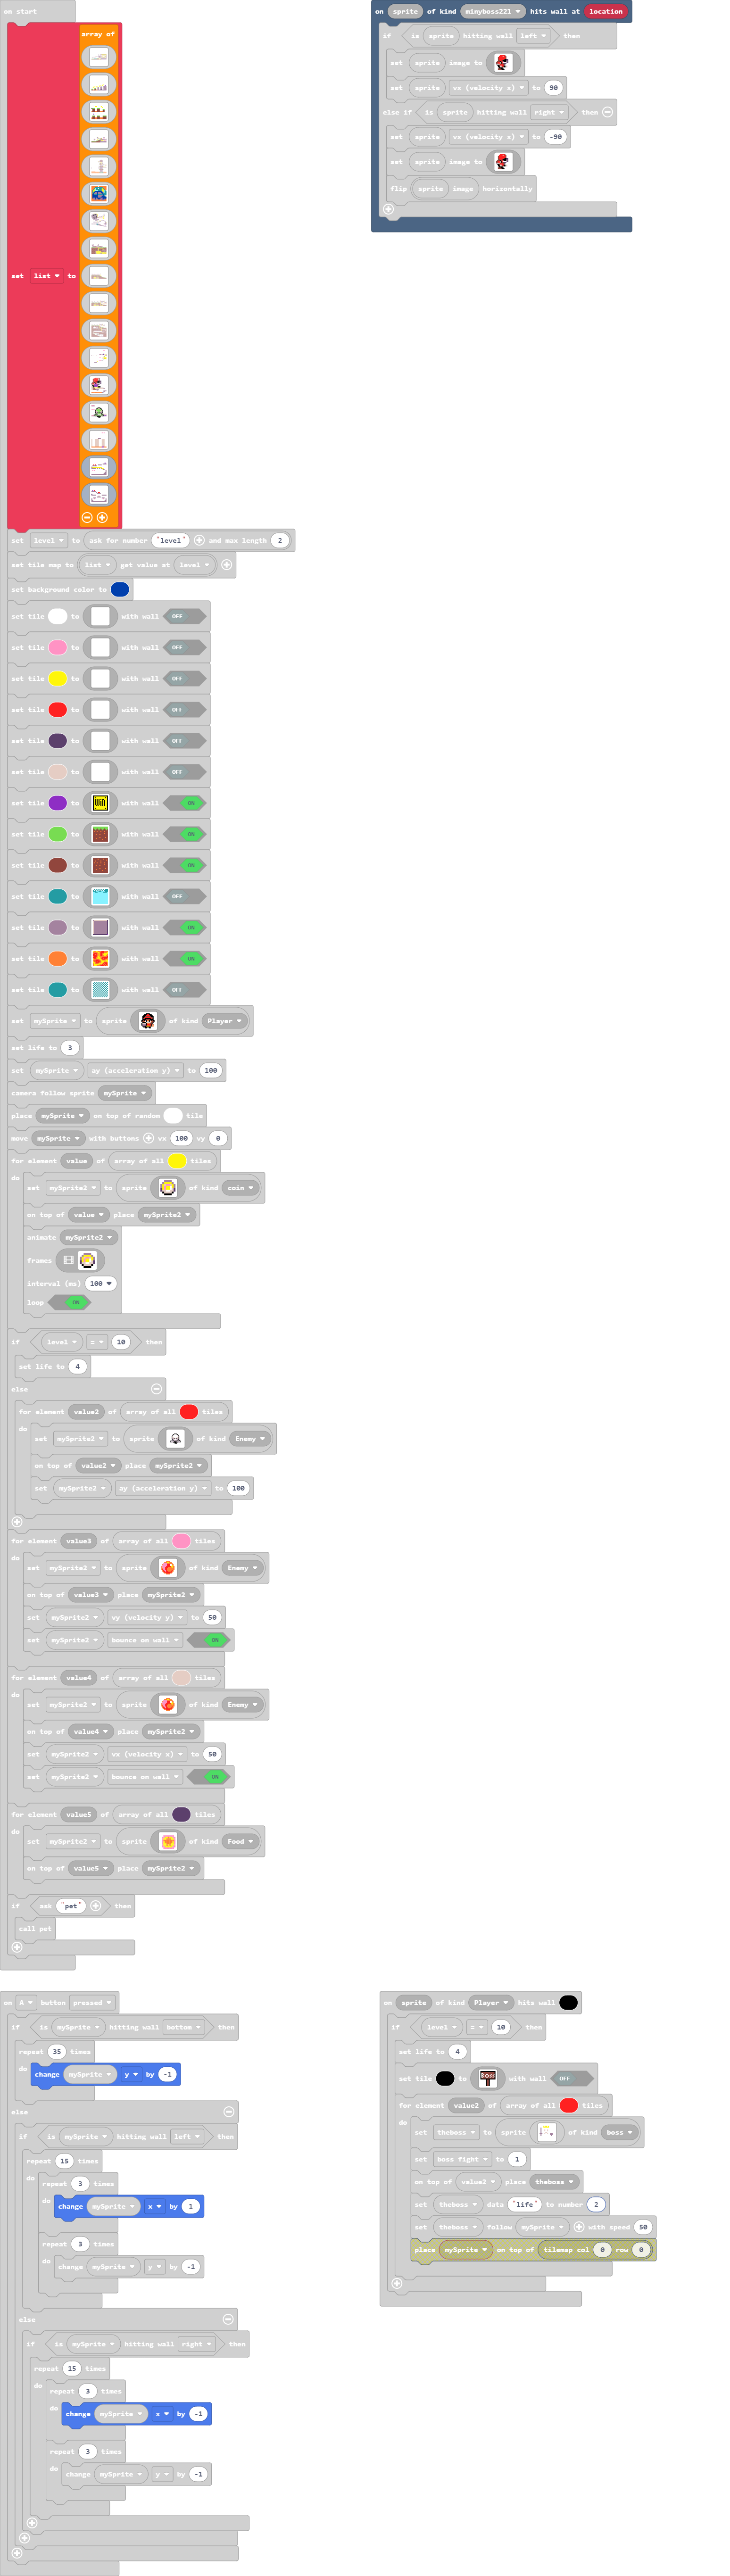 on start
array of
set list to
set level to ask for number "level" and max length 2
set tile map to list get value at level
set background color to
set tile to with wall OFF
set tile to with wall OFF
set tile to with wall OFF
set tile to with wall OFF
set tile to with wall OFF
set tile to with wall OFF
set tile to WIN with wall ON
set tile to with wall ON
set tile to with wall ON
set tile to with wall OFF
set tile to with wall ON
set tile to with wall ON
set tile to with wall OFF
set mySprite to sprite of kind Player
set life to 3
set mySprite ay (acceleration y) to 100
camera follow sprite mySprite
place mySprite on top of random tile
move mySprite with buttons vx 100 vy 0
for element value of array of all tiles
do
set mySprite2 to sprite of kind coin
on top of value place mySprite2
animate mySprite2
frames
interval (ms) 100
loop ON
if level = 10 then
set life to 4
else
for element value2 of array of all tiles
do
set mySprite2 to sprite of kind Enemy
on top of value2 place mySprite2
set mySprite2 ay (acceleration y) to 100
for element value3 of array of all tiles
do
set mySprite2 to sprite of kind Enemy
on top of value3 place mySprite2
set mySprite2 vy (velocity y) to 50
set mySprite2 bounce on wall ON
for element value4 of array of all tiles
do
set mySprite2 to sprite of kind Enemy
on top of value4 place mySprite2
set mySprite2 vx (velocity x) to 50
set mySprite2 bounce on wall ON
for element value5 of array of all tiles
do
set mySprite2 to sprite of kind Food
on top of value5 place mySprite2
if ask "pet" then
call pet
on sprite of kind minyboss221 hits wall at location
if is sprite hitting wall left then
set sprite image to
set sprite vx (velocity x) to 90
else if is sprite hitting wall right then
set sprite vx (velocity x) to -90
set sprite image to
flip sprite image horizontally
on A button pressed
if is mySprite hitting wall bottom then
repeat 35 times
do change mySprite y by -1
else
if is mySprite hitting wall left then
repeat 15 times
do
repeat 3 times
do change mySprite x by 1
repeat 3 times
do change mySprite y by -1
else
if is mySprite hitting wall right then
repeat 15 times
do
repeat 3 times
do change mySprite x by -1
repeat 3 times
do change mySprite y by -1
on sprite of kind Player hits wall
if level = 10 then
set life to 4
set tile to BOSS with wall OFF
for element value2 of array of all tiles
do
set theboss to sprite of kind boss
set boss fight to 1
on top of value2 place theboss
set theboss data "life" to number 2
set theboss follow mySprite with speed 50
place mySprite on top of tilemap col 0 row 0